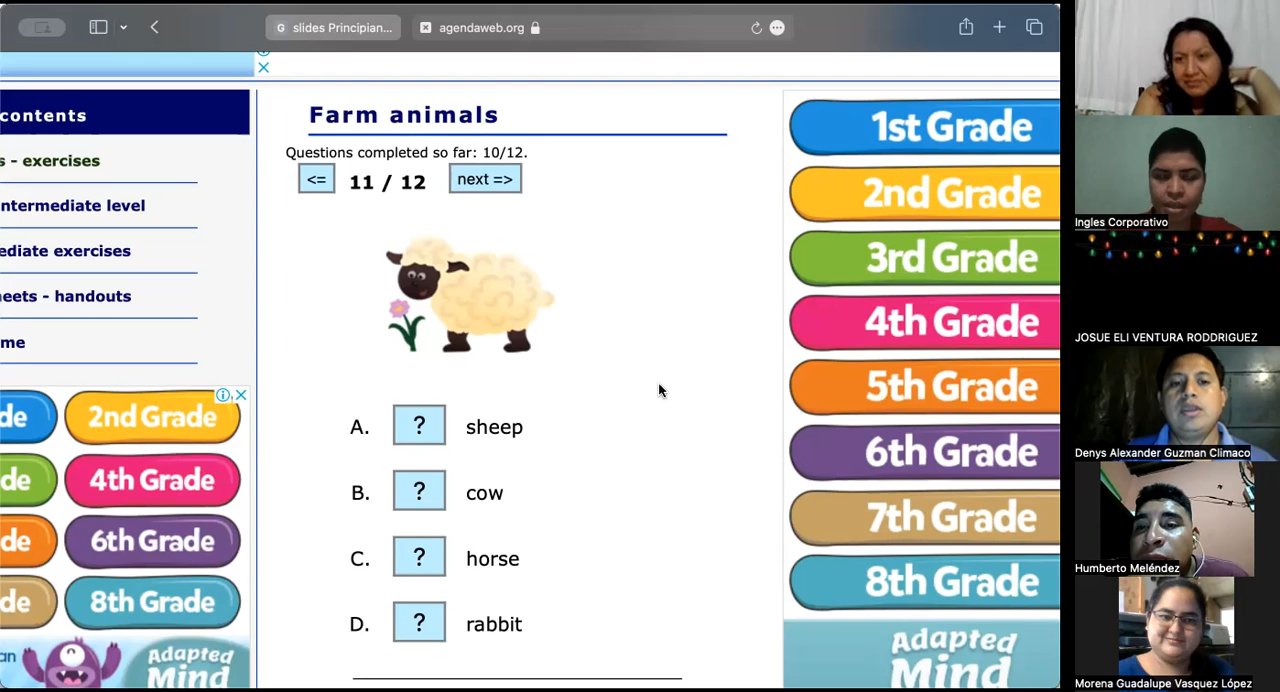 slides Principian...
agendaweb.org
contents
s - exercises
ntermediate level
ediate exercises
eets - handouts
me
Farm animals
Questions completed so far: 10/12.
<= 11 / 12 next =>
A. ? sheep
B. ? cow
C. ? horse
D. ? rabbit
de 2nd Grade
de 4th Grade
de 6th Grade
de 8th Grade
an Adapted
Mind
1st Grade
2nd Grade
3rd Grade
4th Grade
5th Grade
6th Grade
7th Grade
8th Grade
Adapted
Mind
Ingles Corporativo
JOSUE ELI VENTURA RODDRIGUEZ
Denys Alexander Guzman Climaco
Humberto Meléndez
Morena Guadalupe Vasquez López